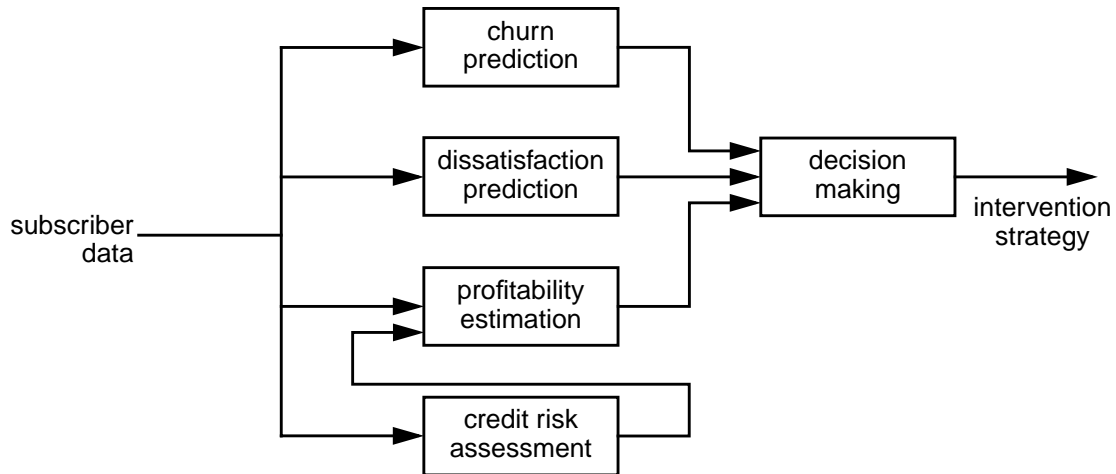 churn
prediction
dissatisfaction
prediction
decision
making
subscriber
data
intervention
strategy
profitability
estimation
credit risk
assessment